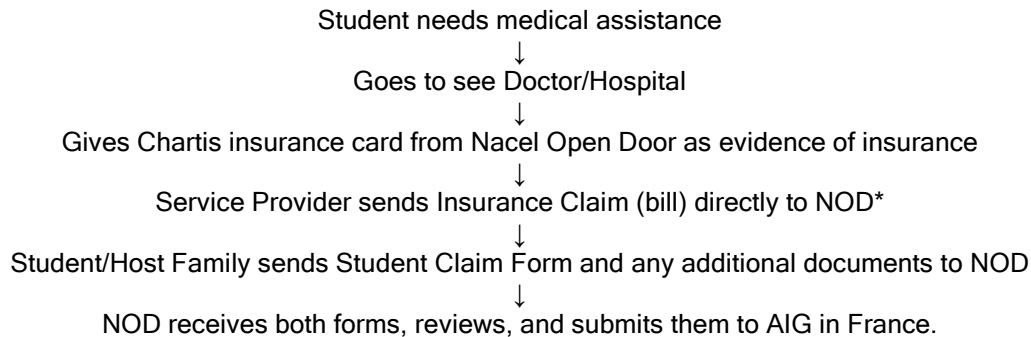 Student needs medical assistance
↓
Goes to see Doctor/Hospital
↓
Gives Chartis insurance card from Nacel Open Door as evidence of insurance
↓
Service Provider sends Insurance Claim (bill) directly to NOD*
↓
Student/Host Family sends Student Claim Form and any additional documents to NOD
↓
NOD receives both forms, reviews, and submits them to AIG in France.